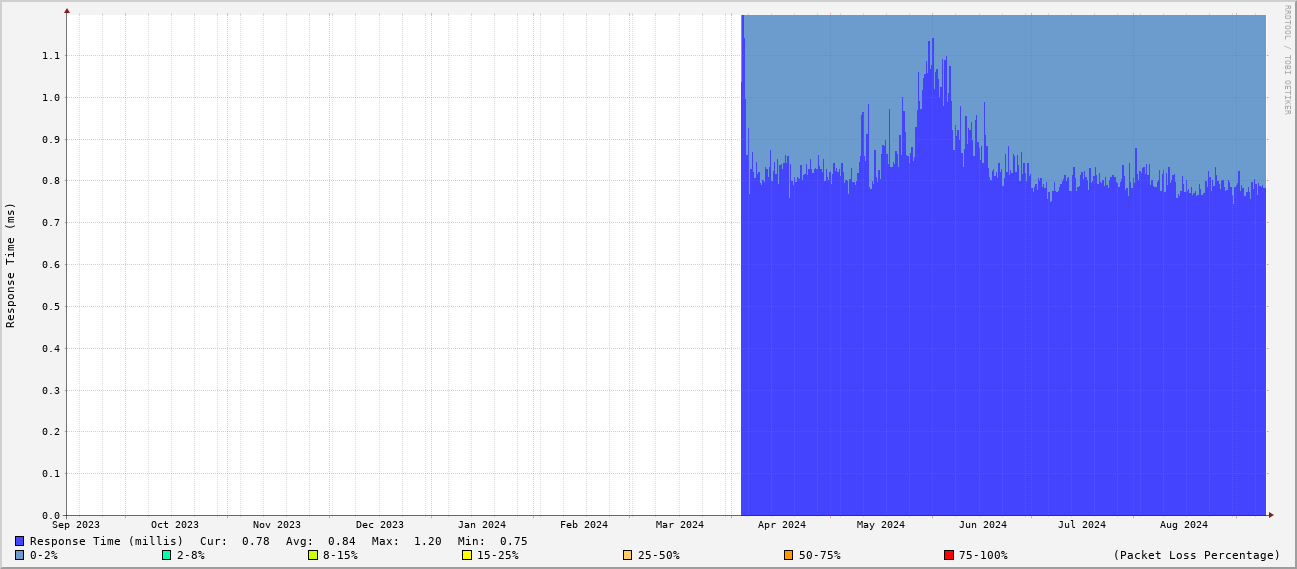 RRDTOOL / TOBI OETIKER
Response Time (ms)
1.1
1.0
0.9
0.8
0.7
0.6
0.5
0.4
0.3
0.2
0.1
0.0
Sep 2023 Oct 2023 Nov 2023 Dec 2023 Jan 2024 Feb 2024 Mar 2024 Apr 2024 May 2024 Jun 2024 Jul 2024 Aug 2024
Response Time (millis) Cur: 0.78 Avg: 0.84 Max: 1.20 Min: 0.75
0-2% 2-8% 8-15% 15-25% 25-50% 50-75% 75-100% (Packet Loss Percentage)